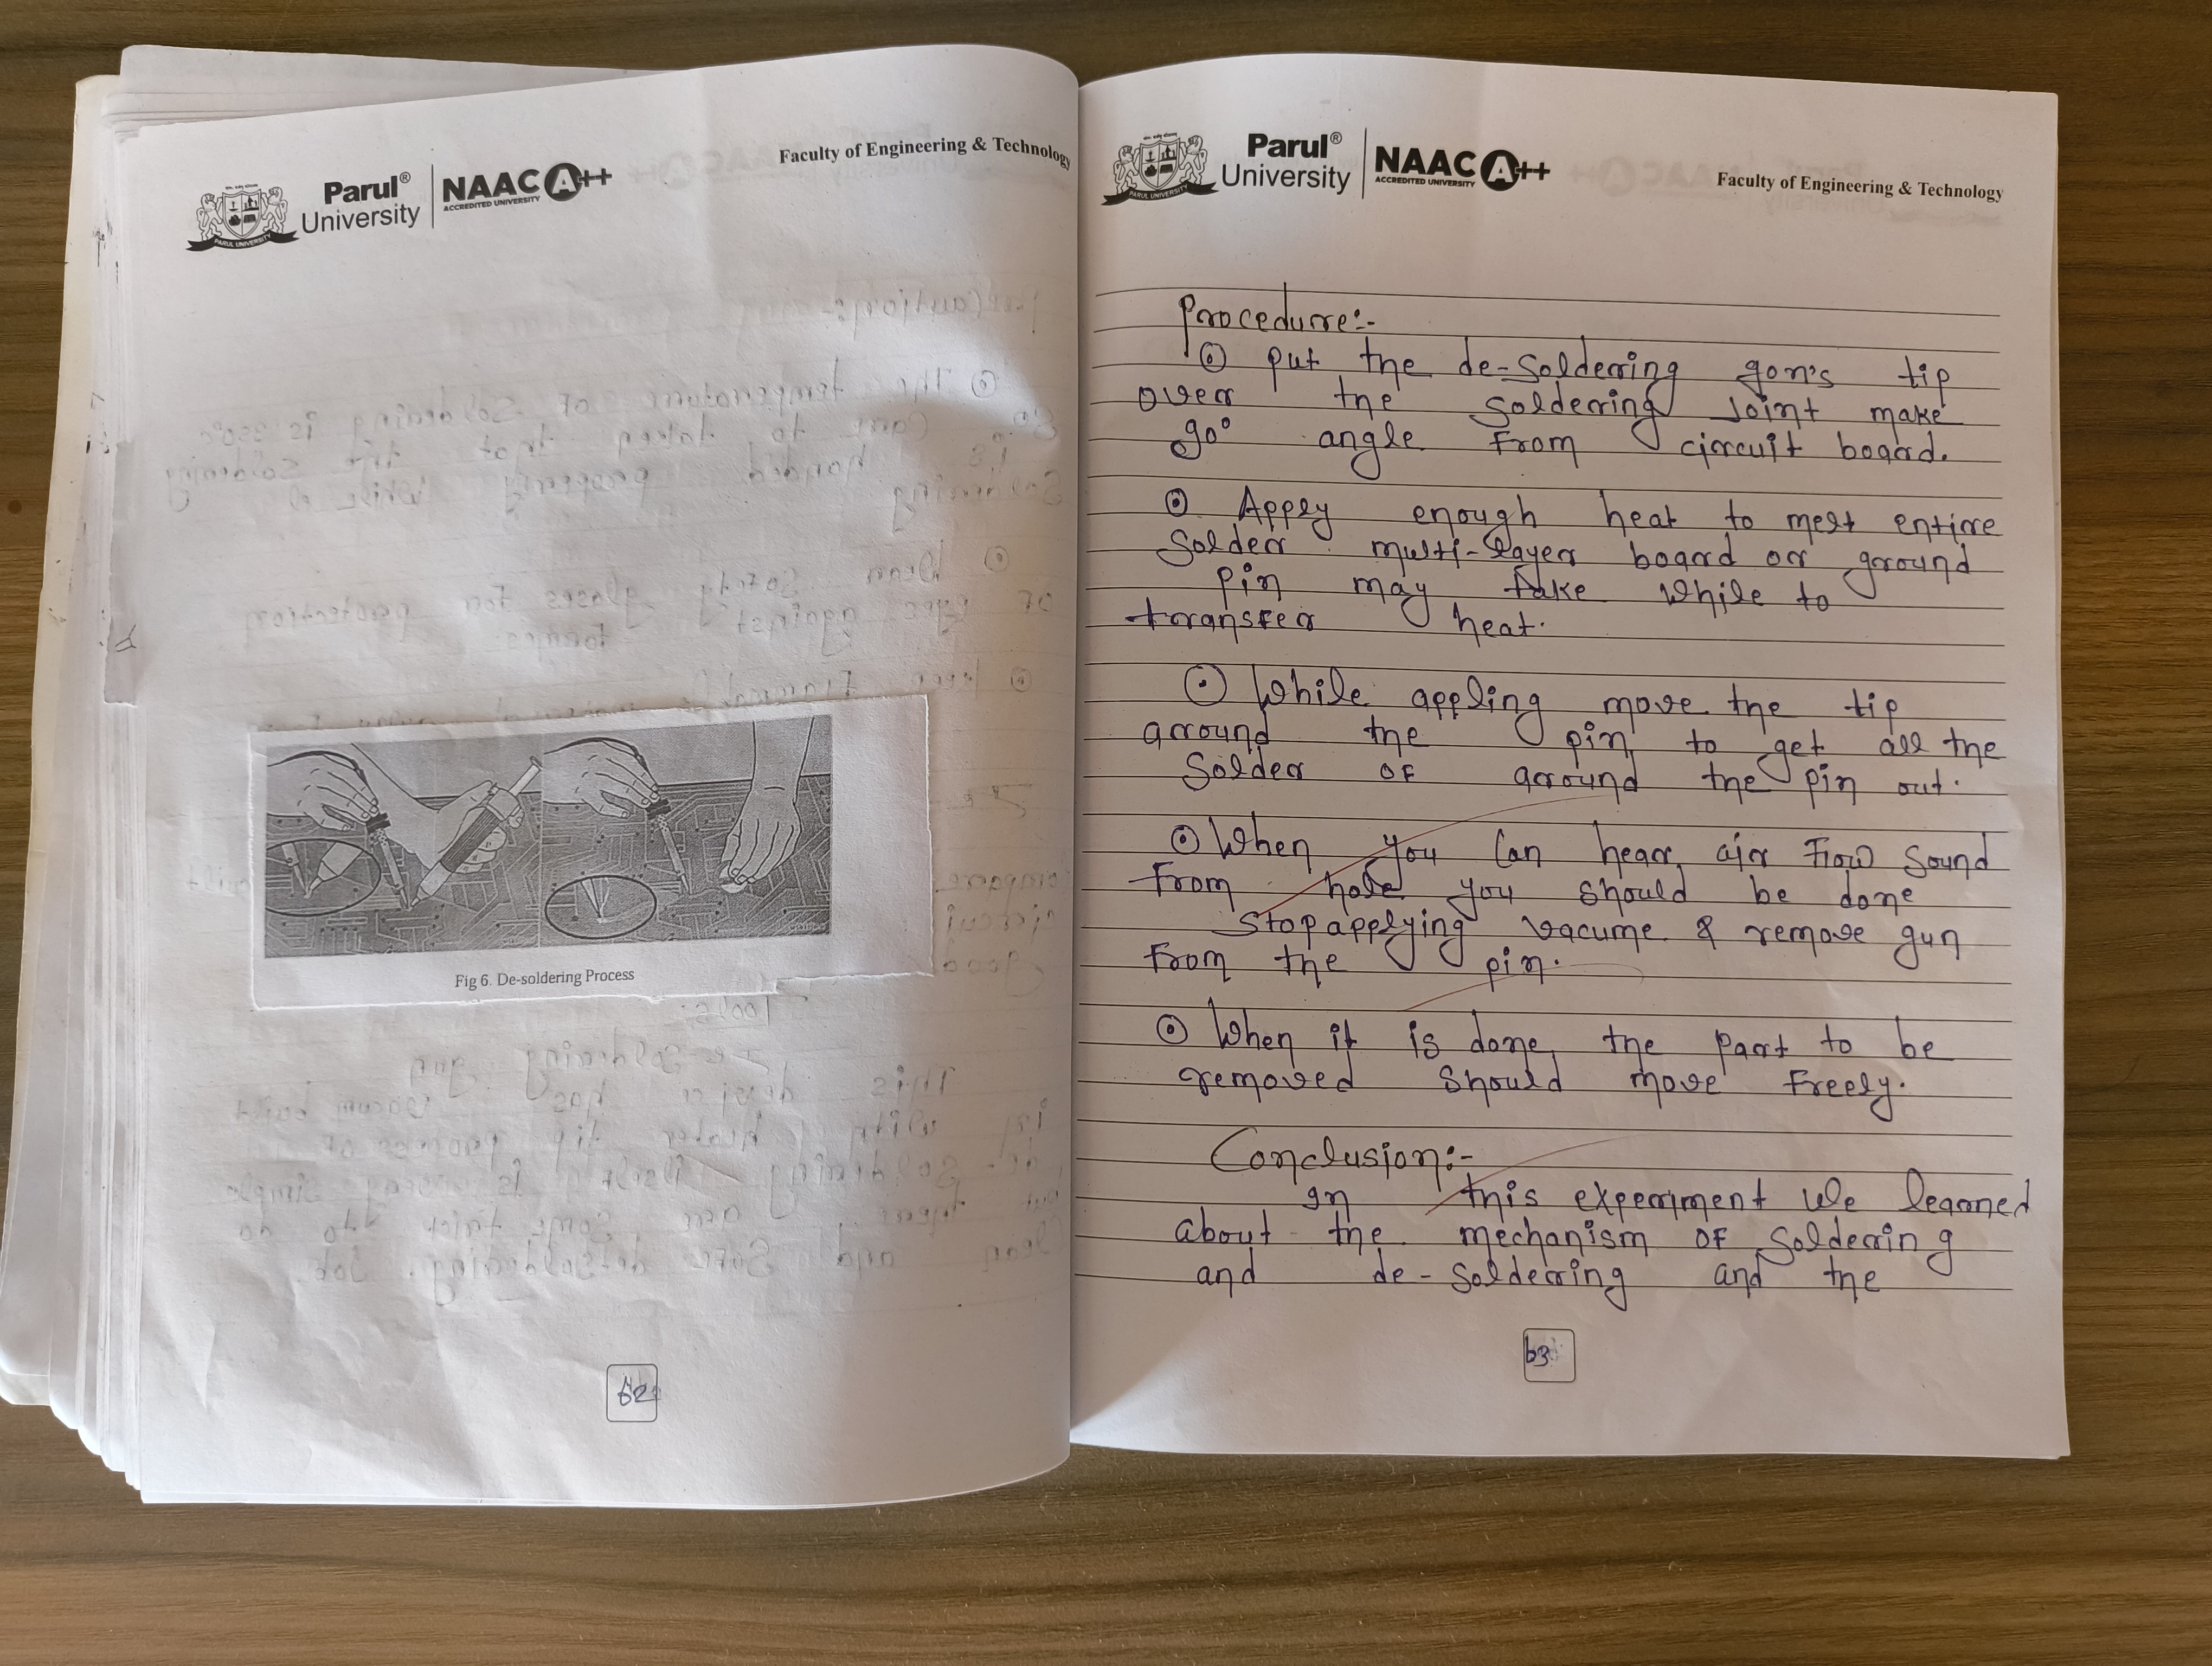 Parul®
University
NAAC A++
ACCREDITED UNIVERSITY
PARUL UNIVERSITY
Faculty of Engineering & Technology
Fig 6. De-soldering Process
62
Parul®
University
NAAC A++
ACCREDITED UNIVERSITY
PARUL UNIVERSITY
Faculty of Engineering & Technology
Procedure:-
put the de-soldering gon's tip
over the soldering Joint make
90° angle from circuit board.
Apply enough heat to melt entire
Solder. multi-layer board or ground
pin may take while to
transfer heat.
While appling move the tip
around the pin, to get all the
Solder of around the pin out.
When you Can hear, air Flow Sound
From hole you should be done
Stop applying vacume & remove gun
From the pin.
When it is done, the part to be
removed should move Freely.
Conclusion:-
In this experiment We learned
about the mechanism of soldering
and de-soldering and the
63